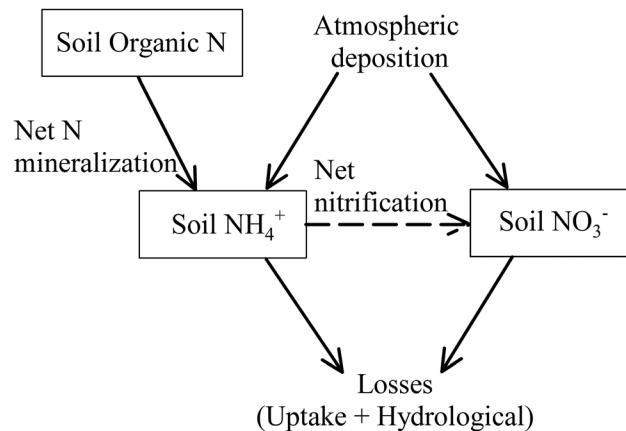 Soil Organic N
Atmospheric
deposition
Net N
mineralization
Net
nitrification
Soil NH₄⁺
Soil NO₃⁻
Losses
(Uptake + Hydrological)